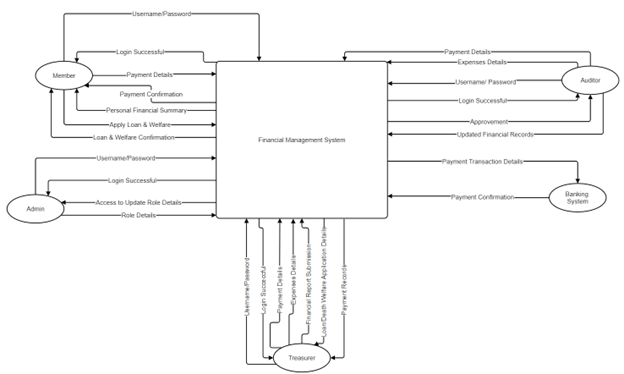 Username/Password
Login Successful
Member
Payment Details
Payment Confirmation
Personal Financial Summary
Apply Loan & Welfare
Loan & Welfare Confirmation
Username/Password
Login Successful
Admin
Access to Update Role Details
Role Details
Financial Management System
Payment Details
Expenses Details
Auditor
Username/ Password
Login Successful
Approvement
Updated Financial Records
Payment Transaction Details
Payment Confirmation
Banking
System
Username/Password
Login Successful
Payment Details
Expenses Details
Financial Report Submission
Loan/Death Welfare Application Details
Payment Records
Treasurer